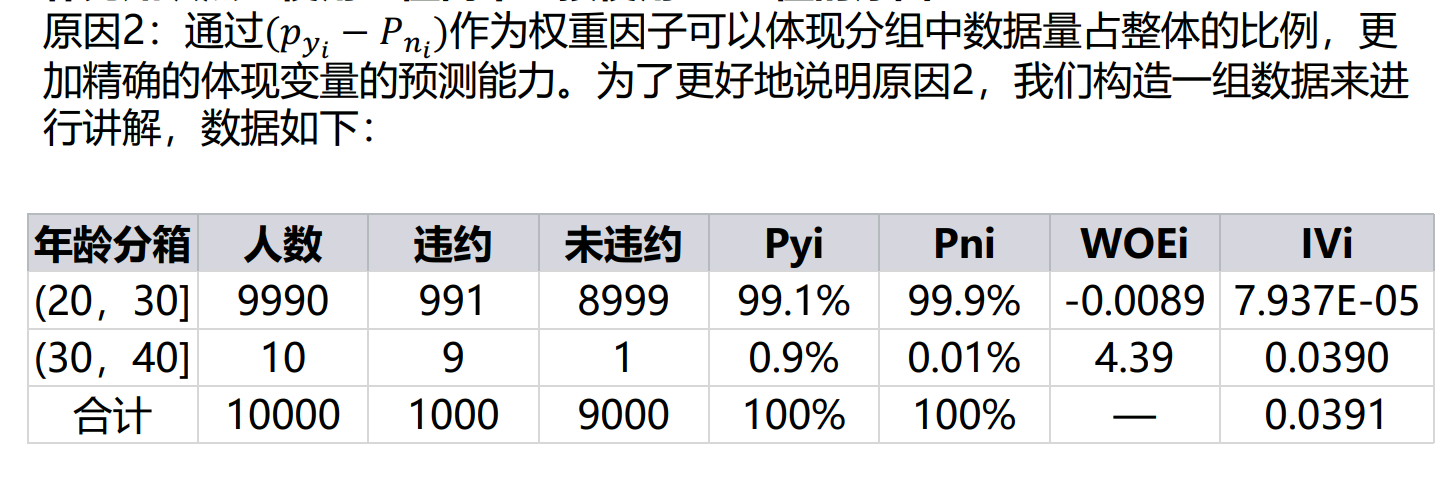 原因2：通过(p_{y_i} − P_{n_i})作为权重因子可以体现分组中数据量占整体的比例，更
加精确的体现变量的预测能力。为了更好地说明原因2，我们构造一组数据来进
行讲解，数据如下：
年龄分箱 人数 违约 未违约 Pyi Pni WOEi IVi
(20，30] 9990 991 8999 99.1% 99.9% -0.0089 7.937E-05
(30，40] 10 9 1 0.9% 0.01% 4.39 0.0390
合计 10000 1000 9000 100% 100% — 0.0391